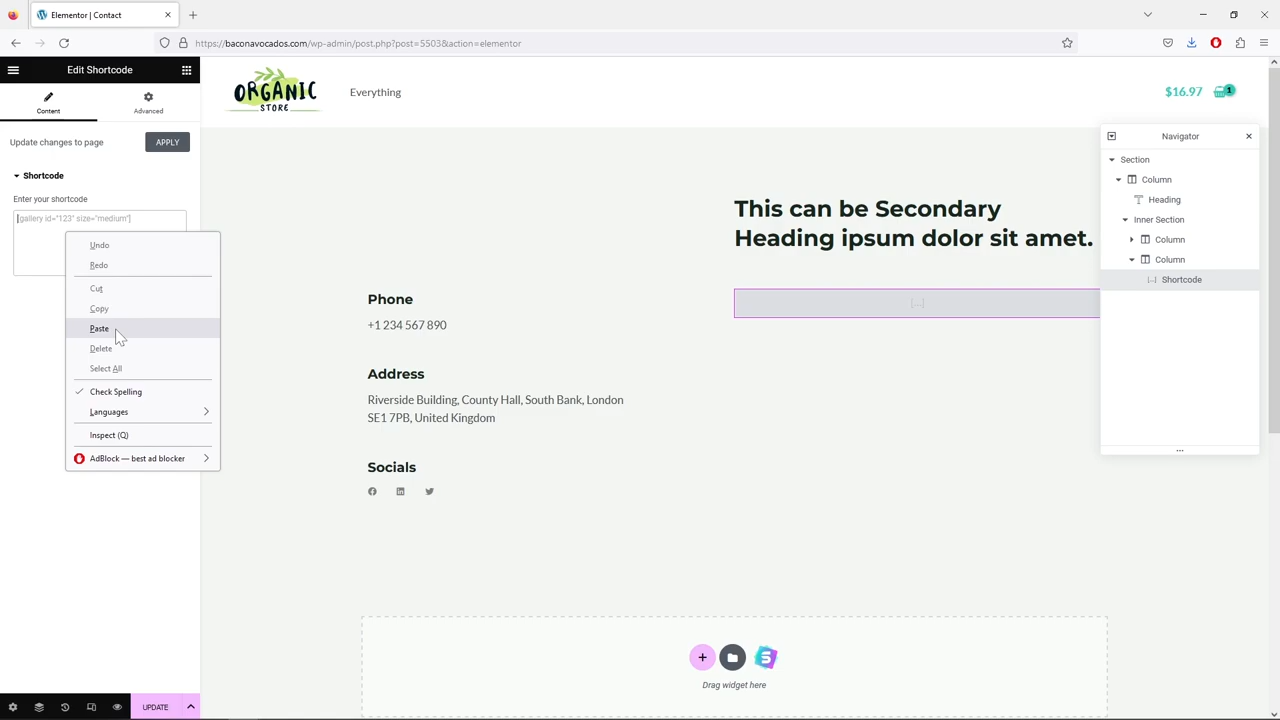 Elementor | Contact
https://baconavocados.com/wp-admin/post.php?post=5503&action=elementor
Edit Shortcode
Content
Advanced
Update changes to page
APPLY
Shortcode
Enter your shortcode
[gallery id="123" size="medium"]
Undo
Redo
Cut
Copy
Paste
Delete
Select All
Check Spelling
Languages
Inspect (Q)
AdBlock — best ad blocker
UPDATE
ORGANIC
STORE
Everything
$16.97
1
This can be Secondary
Heading ipsum dolor sit amet.
Phone
+1 234 567 890
Address
Riverside Building, County Hall, South Bank, London
SE1 7PB, United Kingdom
Socials
[...]
Drag widget here
Navigator
Section
Column
Heading
Inner Section
Column
Column
[...] Shortcode
...